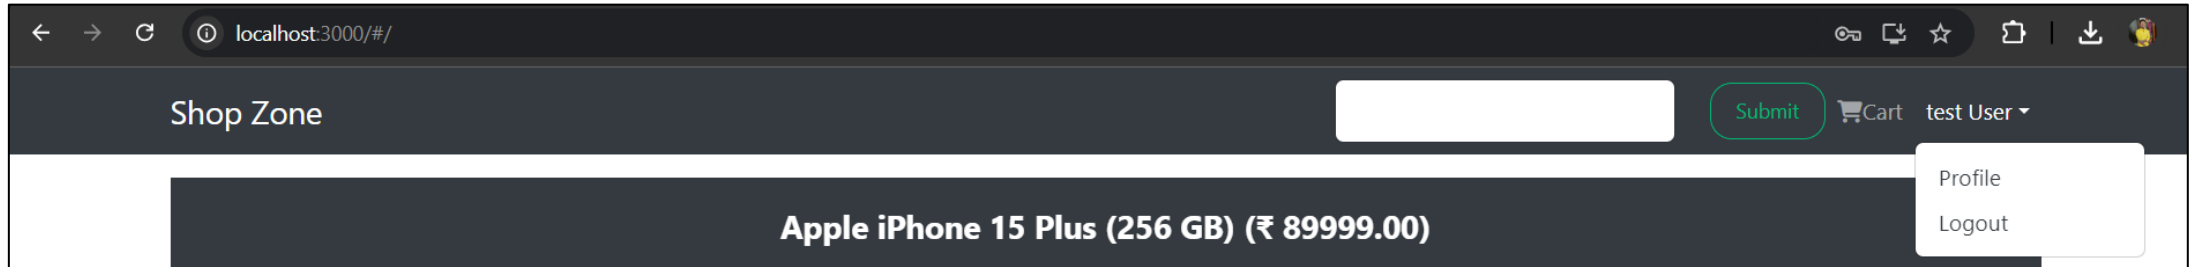 localhost:3000/#/
Shop Zone
Submit
Cart
test User
Profile
Logout
Apple iPhone 15 Plus (256 GB) (₹ 89999.00)